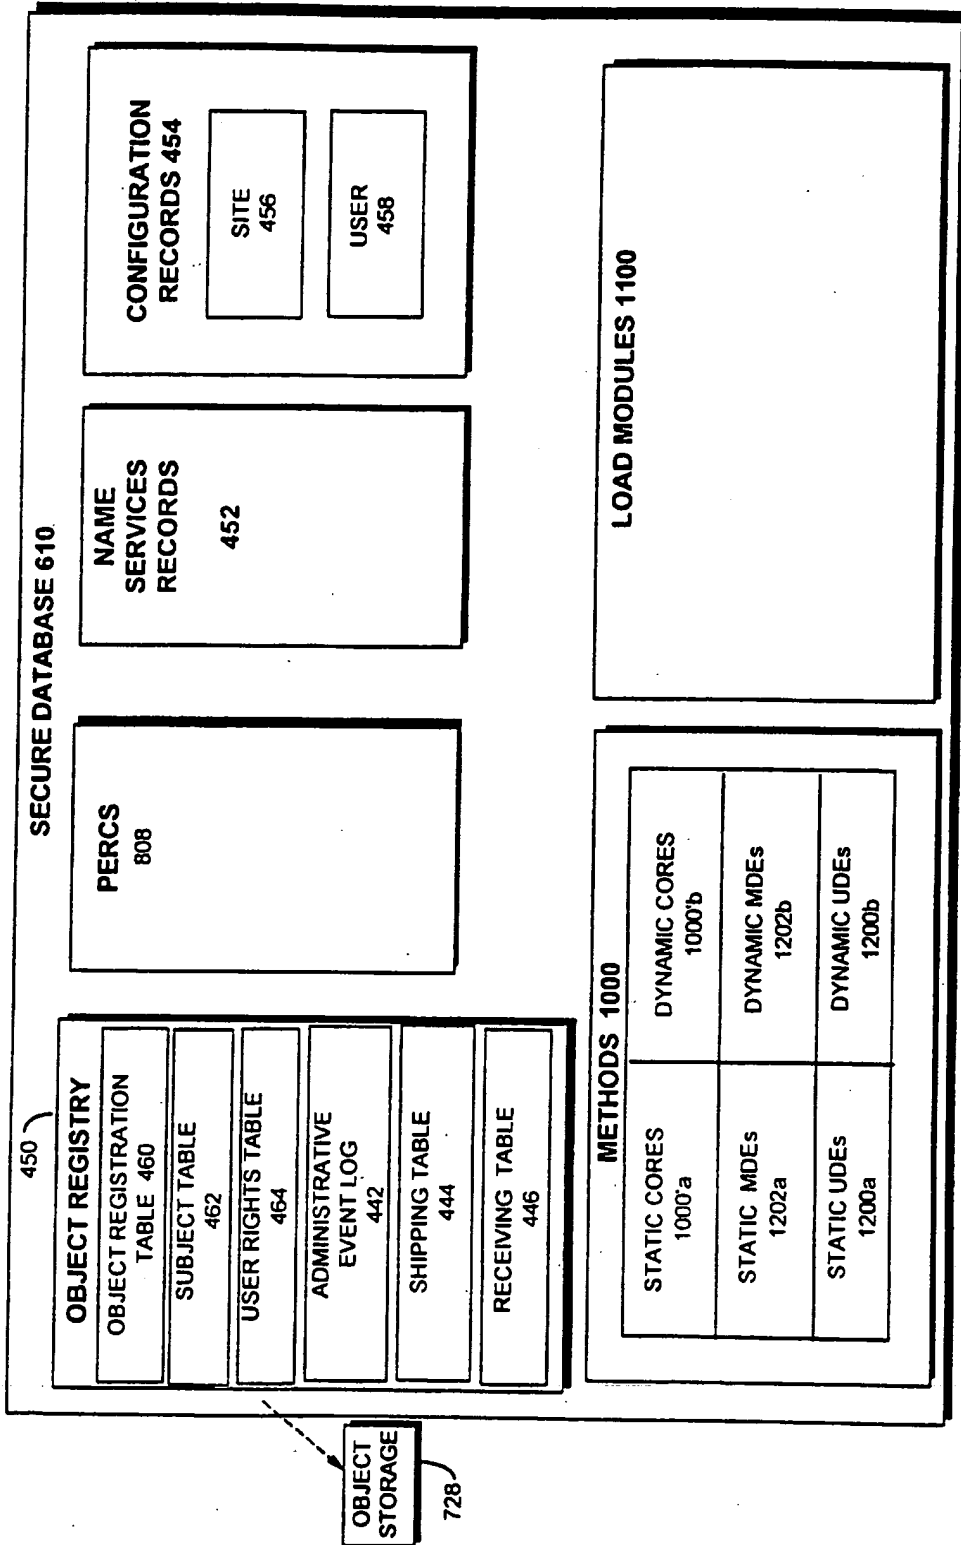 SECURE DATABASE 610
450
OBJECT REGISTRY
OBJECT REGISTRATION
TABLE 460
SUBJECT TABLE
462
USER RIGHTS TABLE
464
ADMINISTRATIVE
EVENT LOG
442
SHIPPING TABLE
444
RECEIVING TABLE
446
PERCS
808
NAME
SERVICES
RECORDS
452
CONFIGURATION
RECORDS 454
SITE
456
USER
458
OBJECT
STORAGE
728
METHODS 1000
STATIC CORES
1000'a
DYNAMIC CORES
1000'b
STATIC MDEs
1202a
DYNAMIC MDEs
1202b
STATIC UDEs
1200a
DYNAMIC UDEs
1200b
LOAD MODULES 1100